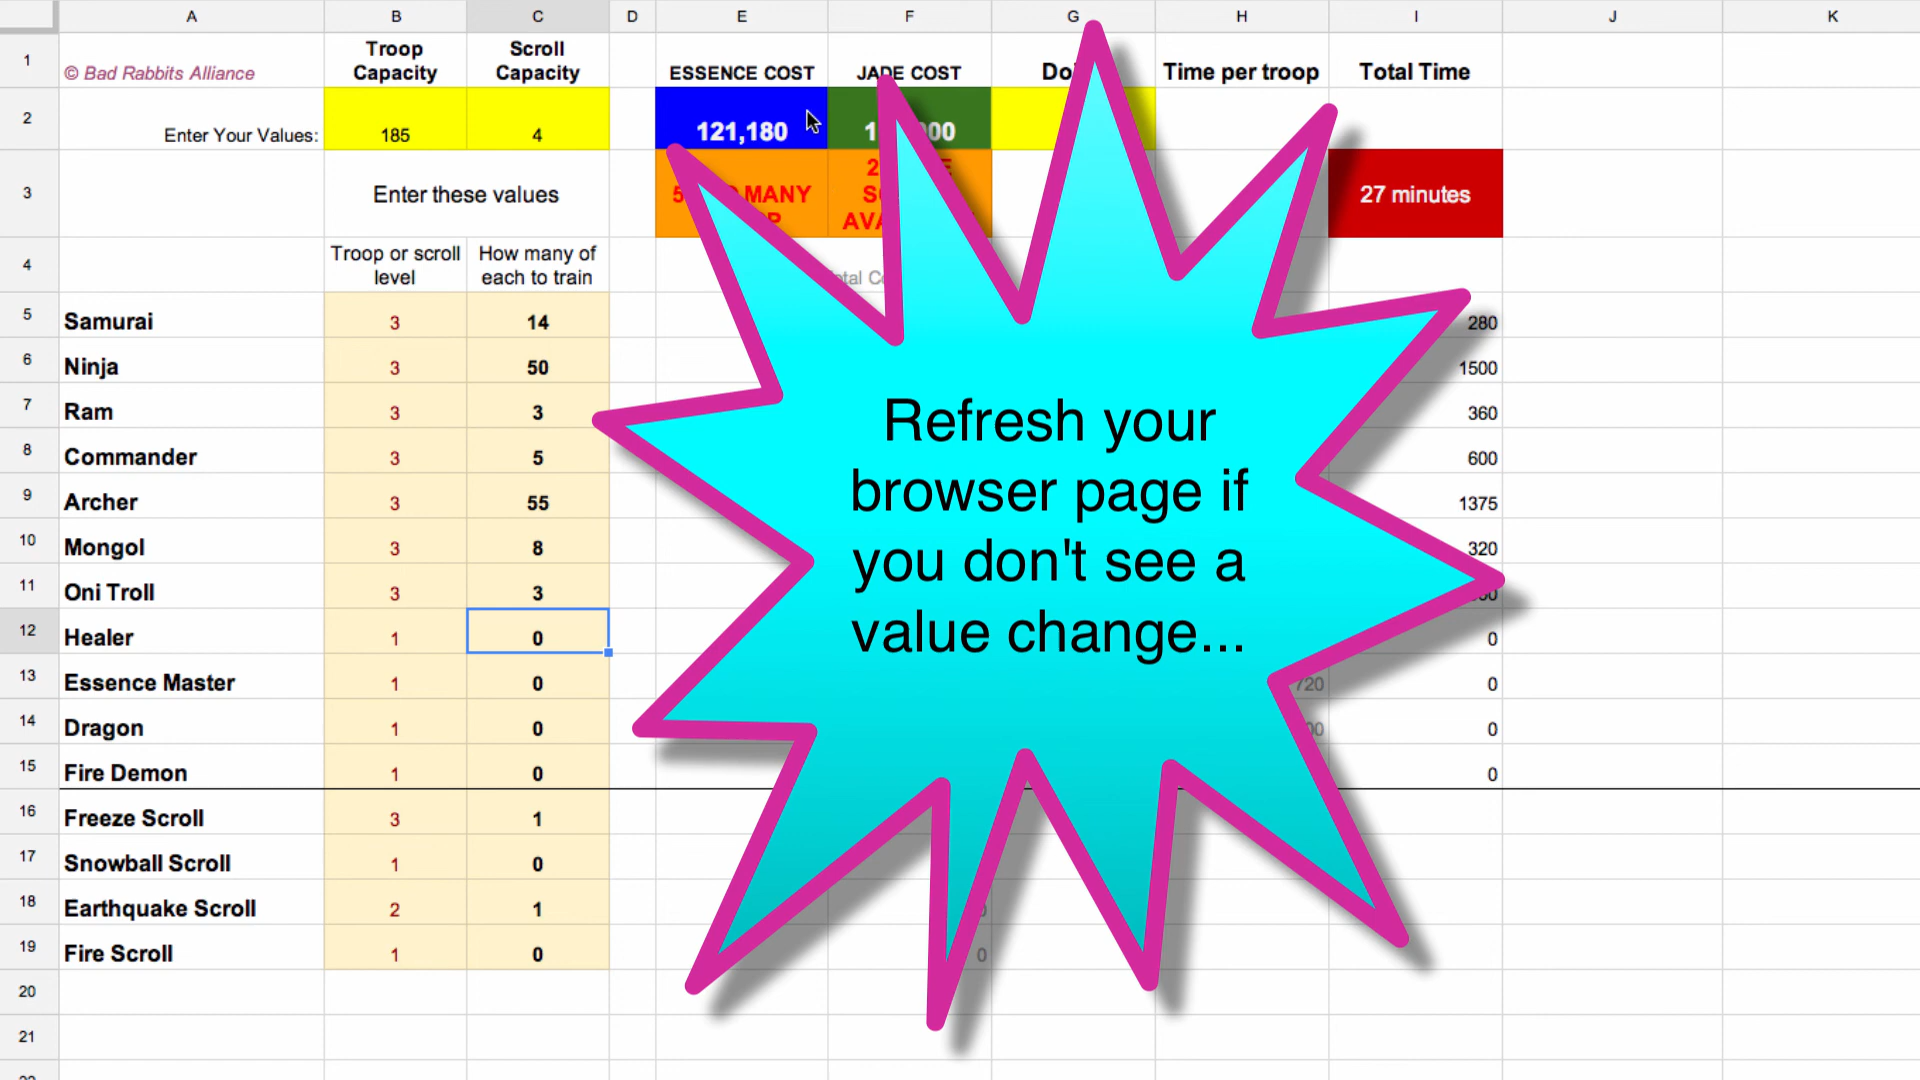 A B C D E F G H I J K
1 © Bad Rabbits Alliance Troop Capacity Scroll Capacity ESSENCE COST JADE COST Time per troop Total Time
2 Enter Your Values: 185 4 121,180
3 Enter these values MANY 27 minutes
4 Troop or scroll level How many of each to train
5 Samurai 3 14 280
6 Ninja 3 50 1500
7 Ram 3 3 360
8 Commander 3 5 600
9 Archer 3 55 1375
10 Mongol 3 8 320
11 Oni Troll 3 3
12 Healer 1 0 0
13 Essence Master 1 0 720 0
14 Dragon 1 0 0
15 Fire Demon 1 0 0
16 Freeze Scroll 3 1
17 Snowball Scroll 1 0
18 Earthquake Scroll 2 1
19 Fire Scroll 1 0 0
20
21
Refresh your
browser page if
you don't see a
value change...